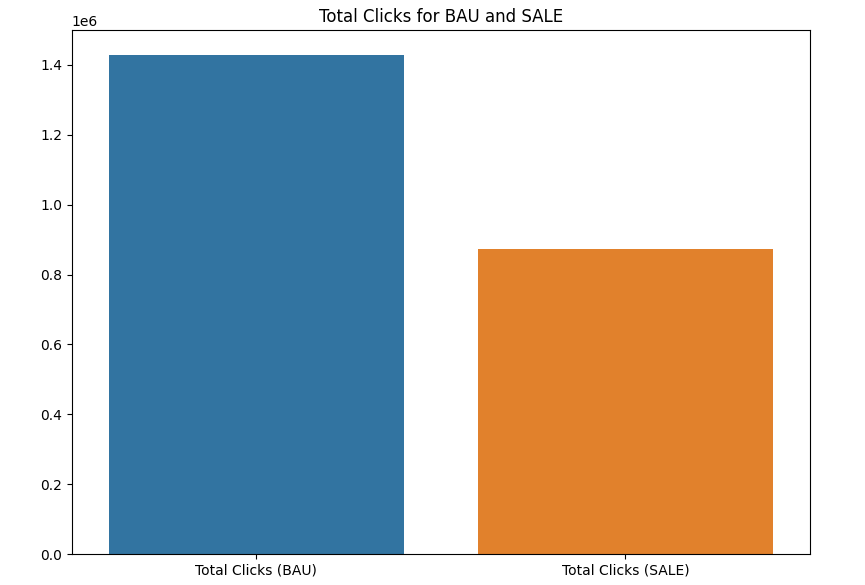 Total Clicks for BAU and SALE
1e6
1.4
1.2
1.0
0.8
0.6
0.4
0.2
0.0
Total Clicks (BAU)
Total Clicks (SALE)